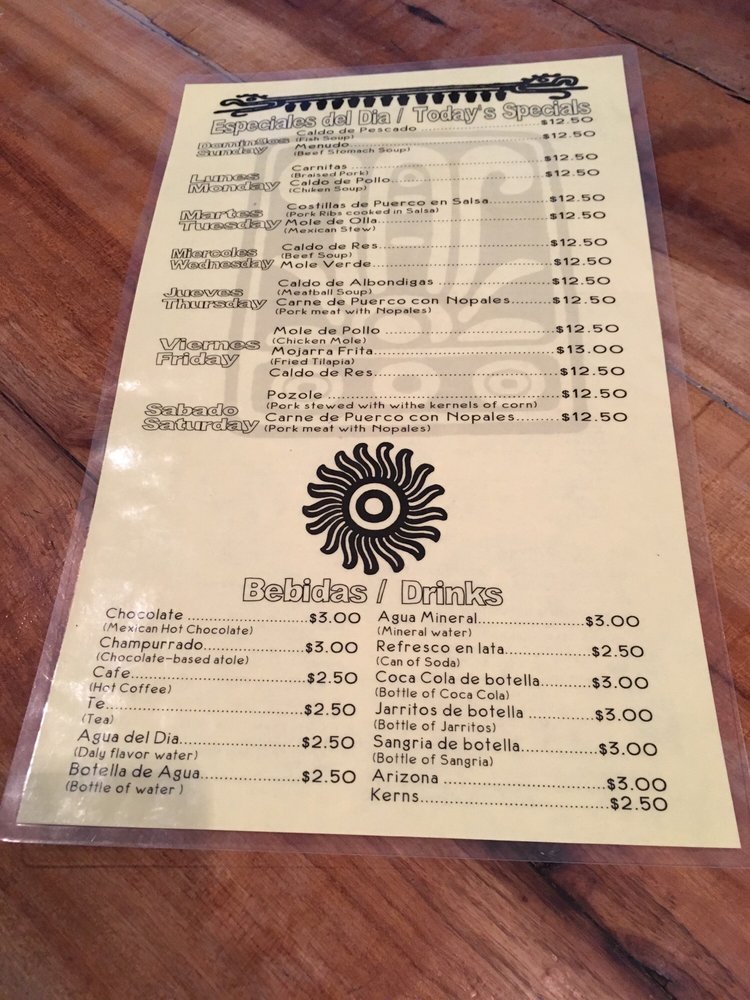 Especiales del Dia / Today's Specials
Domingos
Sunday
Caldo de Pescado ..................$12.50
(Fish Soup)
Menudo..................$12.50
(Beef Stomach Soup)
Lunes
Monday
Carnitas ..................$12.50
(Braised Pork)
Caldo de Pollo..................$12.50
(Chiken Soup)
Martes
Tuesday
Costillas de Puerco en Salsa..................$12.50
(Pork Ribs cooked in Salsa)
Mole de Olla..................$12.50
(Mexican Stew)
Miercoles
Wednesday
Caldo de Res..................$12.50
(Beef Soup)
Mole Verde..................$12.50
Jueves
Thursday
Caldo de Albondigas ..................$12.50
(Meatball Soup)
Carne de Puerco con Nopales........$12.50
(Pork meat with Nopales)
Viernes
Friday
Mole de Pollo ..................$12.50
(Chicken Mole)
Mojarra Frita..................$13.00
(Fried Tilapia)
Caldo de Res..................$12.50
Sabado
Saturday
Pozole ..................$12.50
(Pork stewed with withe kernels of corn)
Carne de Puerco con Nopales.........$12.50
(Pork meat with Nopales)
Bebidas / Drinks
Chocolate ..................$3.00
(Mexican Hot Chocolate)
Champurrado..................$3.00
(Chocolate-based atole)
Cafe..................$2.50
(Hot Coffee)
Te..................$2.50
(Tea)
Agua del Dia..................$2.50
(Daly flavor water)
Botella de Agua..................$2.50
(Bottle of water )
Agua Mineral..................$3.00
(Mineral water)
Refresco en lata..............$2.50
(Can of Soda)
Coca Cola de botella...........$3.00
(Bottle of Coca Cola)
Jarritos de botella ..........$3.00
(Bottle of Jarritos)
Sangria de botella.............$3.00
(Bottle of Sangria)
Arizona ..................$3.00
Kerns..................$2.50